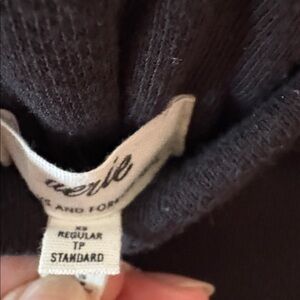 aerie
AND
XS
REGULAR
TP
STANDARD